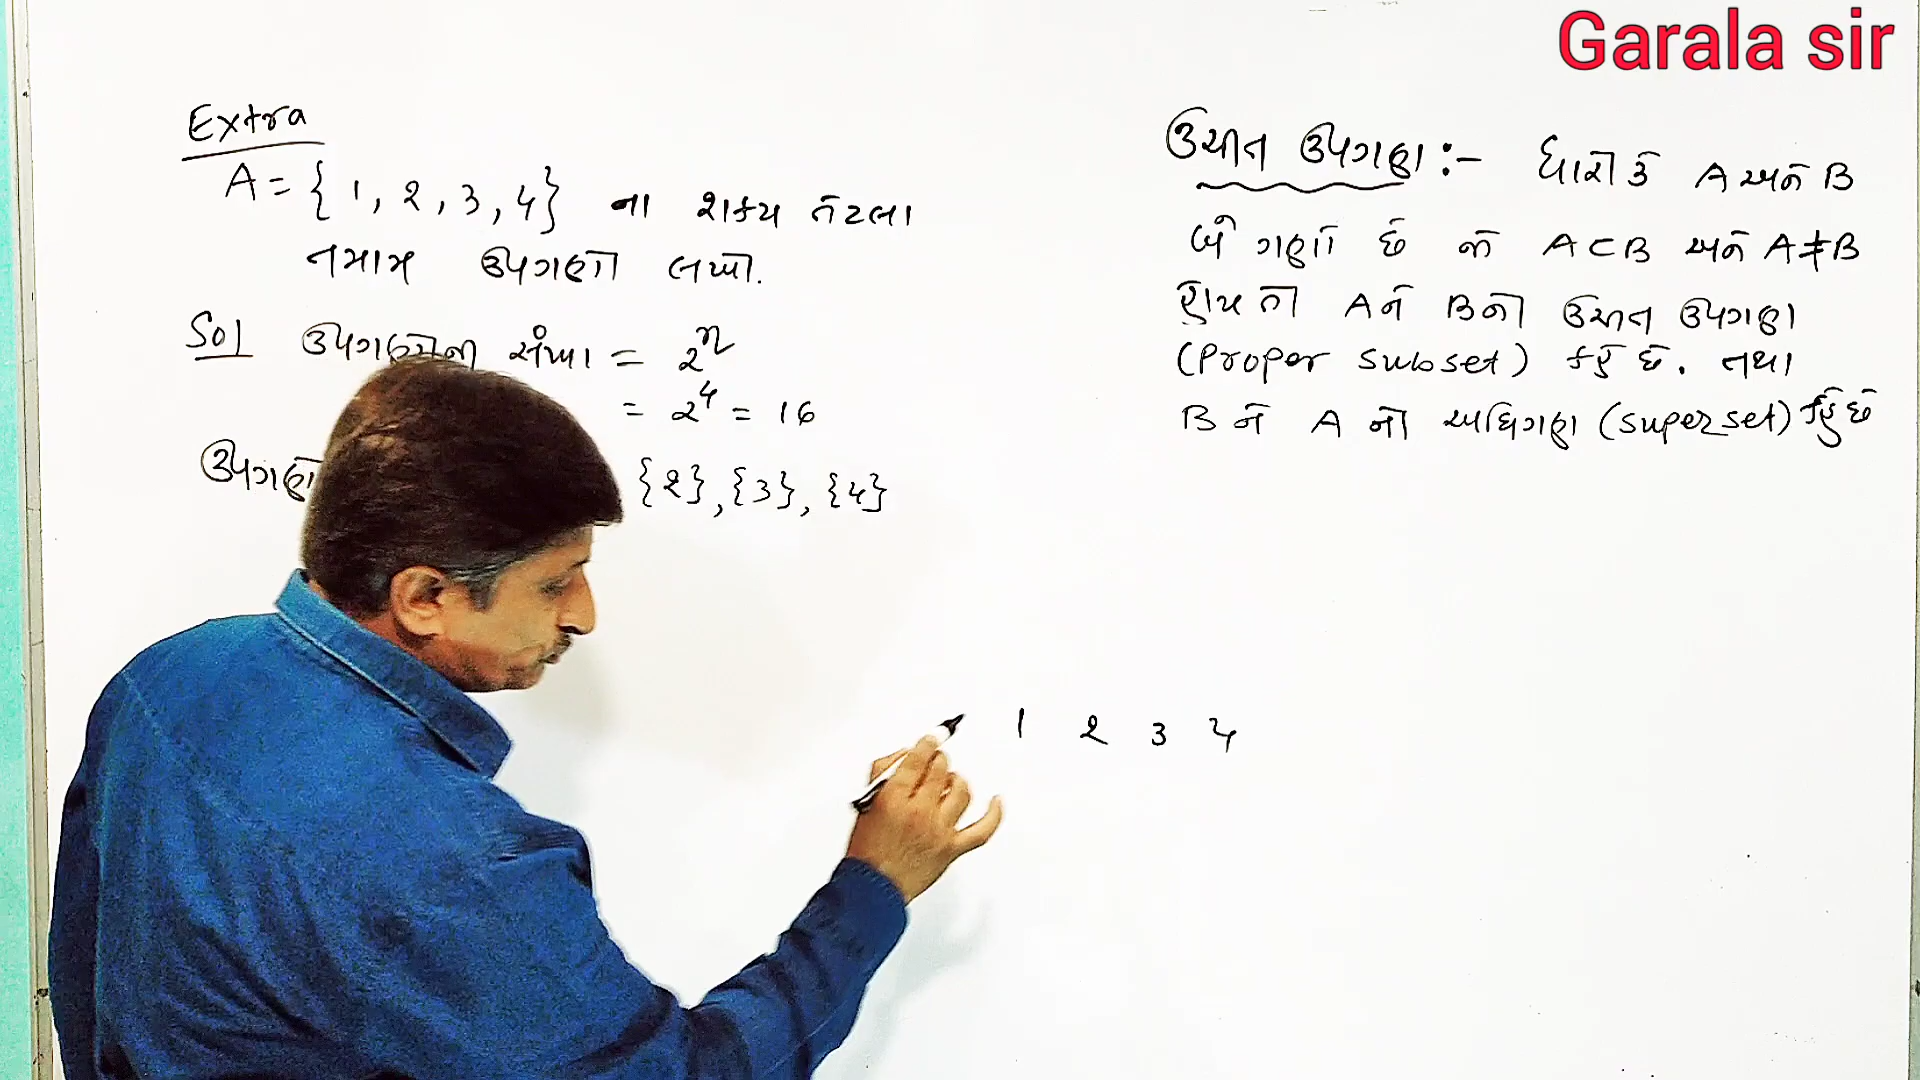 Garala sir
Extra
A = {1, 2, 3, 4} ના શક્ય તેટલા
તમામ ઉપગણો લખો.
Sol ઉપગણોની સંખ્યા = 2ⁿ
= 2⁴ = 16
ઉપગણો {2}, {3}, {4}
ઉચીત ઉપગણ :- ધારો કે A અને B
બે ગણો છે જો A ⊂ B અને A ≠ B
હોય તો A ને B નો ઉચીત ઉપગણ
(Proper subset) કહે છે. તથા
B ને A નો અધિગણ (superset) કહે છે
1 2 3 4